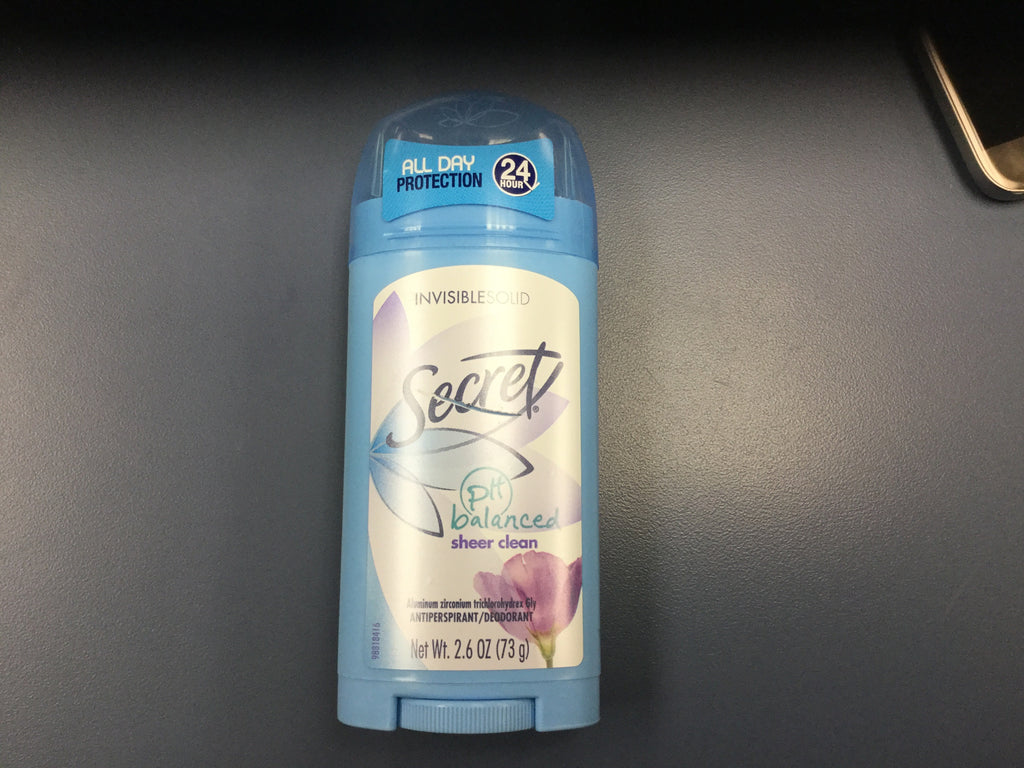 ALL DAY
PROTECTION
24
HOUR
INVISIBLESOLID
Secret®
pH
balanced
sheer clean
Aluminum zirconium trichlorohydrex Gly
ANTIPERSPIRANT/DEODORANT
Net Wt. 2.6 OZ (73 g)
98818416